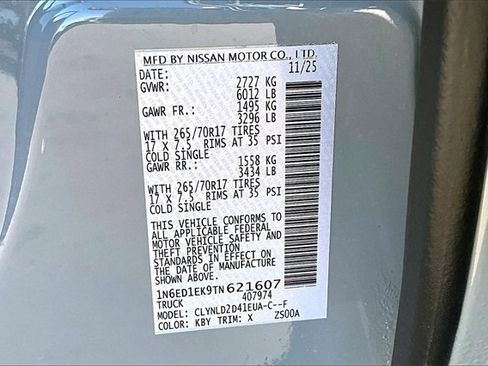 MFD BY NISSAN MOTOR CO., LTD.
DATE: 11/25
GVWR: 2727 KG
6012 LB
GAWR FR.: 1495 KG
3296 LB
WITH 265/70R17 TIRES
17 X 7.5 RIMS AT 35 PSI
COLD SINGLE
GAWR RR.: 1558 KG
3434 LB
WITH 265/70R17 TIRES
17 X 7.5 RIMS AT 35 PSI
COLD SINGLE
THIS VEHICLE CONFORMS TO
ALL APPLICABLE FEDERAL
MOTOR VEHICLE SAFETY AND
THEFT PREVENTION
STANDARDS IN EFFECT ON
THE DATE OF MANUFACTURE
SHOWN ABOVE.
1N6ED1EK9TN621607
TRUCK 407974
MODEL: CLYNLD2D41EUA-C--F
COLOR: KBY TRIM: X ZS00A